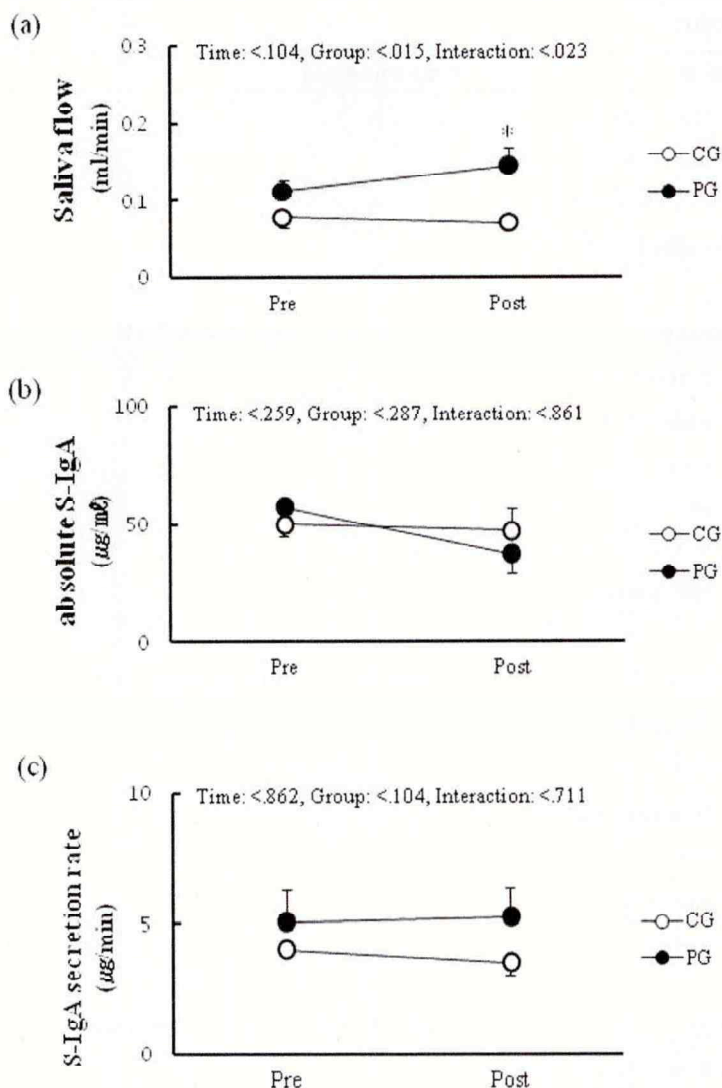 (a)
0.3
Time: <.104, Group: <.015, Interaction: <.023
Saliva flow
(ml/min)
0.2
*
CG
PG
0.1
0
Pre
Post
(b)
100
Time: <.259, Group: <.287, Interaction: <.861
absolute S-IgA
(μg/㎖)
50
CG
PG
0
Pre
Post
(c)
10
Time: <.862, Group: <.104, Interaction: <.711
S-IgA secretion rate
(μg/min)
5
CG
PG
0
Pre
Post